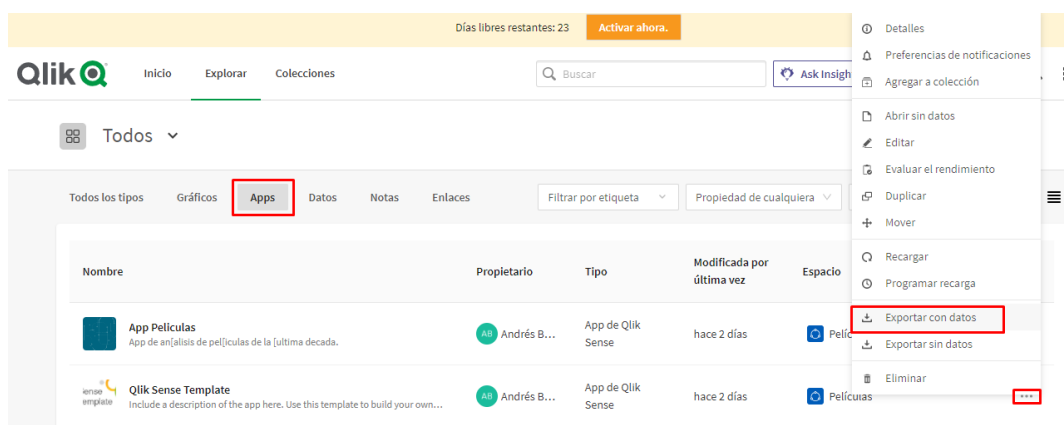 Días libres restantes: 23
Activar ahora.
Qlik
Inicio
Explorar
Colecciones
Buscar
Ask Insigh
Todos
Todos los tipos
Gráficos
Apps
Datos
Notas
Enlaces
Filtrar por etiqueta
Propiedad de cualquiera
Nombre
Propietario
Tipo
Modificada por
última vez
Espacio
App Peliculas
App de an[alisis de pel[iculas de la [ultima decada.
AB
Andrés B...
App de Qlik
Sense
hace 2 días
Pelíc
ense
emplate
Qlik Sense Template
Include a description of the app here. Use this template to build your own...
AB
Andrés B...
App de Qlik
Sense
hace 2 días
Películas
Detalles
Preferencias de notificaciones
Agregar a colección
Abrir sin datos
Editar
Evaluar el rendimiento
Duplicar
Mover
Recargar
Programar recarga
Exportar con datos
Exportar sin datos
Eliminar